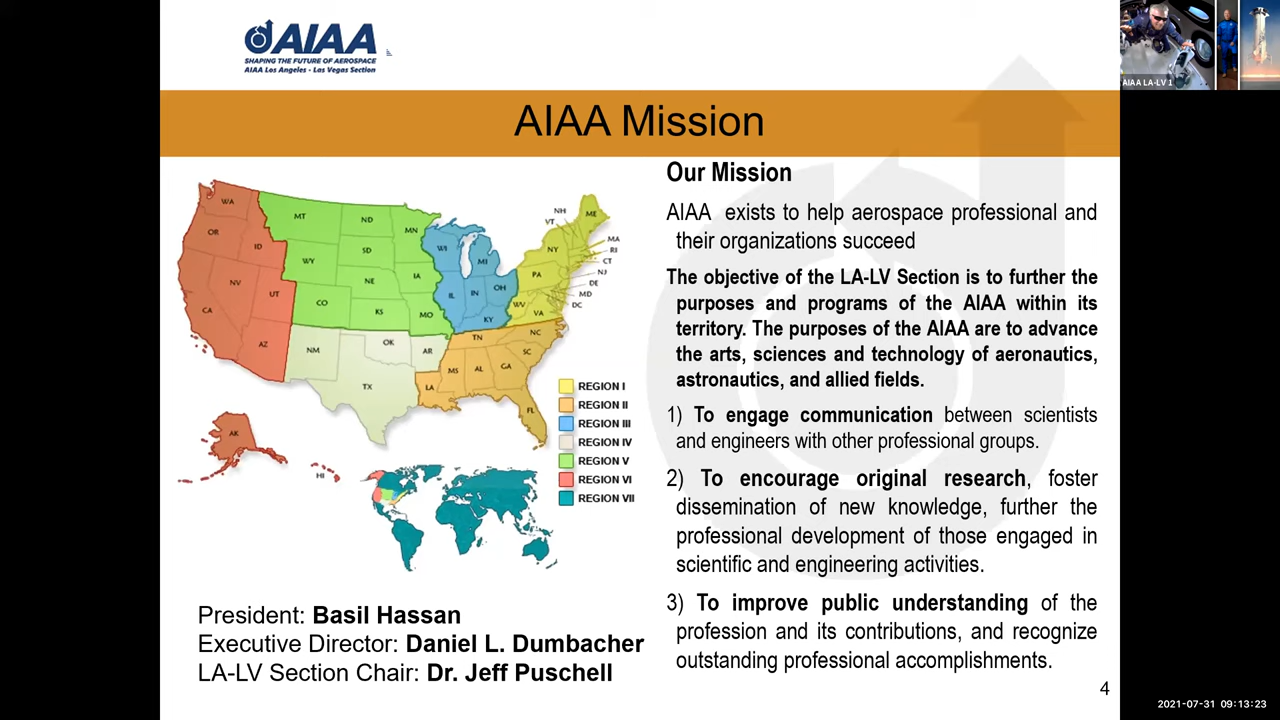 AIAA
SHAPING THE FUTURE OF AEROSPACE
AIAA Los Angeles - Las Vegas Section
AIAA LA-LV 1
AIAA Mission
WA
OR
ID
NV
UT
CA
AZ
MT
ND
MN
SD
WY
NE
IA
CO
KS
MO
WI
MI
IL
IN
OH
KY
NH
VT
ME
NY
MA
RI
CT
NJ
PA
DE
MD
DC
WV
VA
NM
OK
AR
TX
TN
NC
SC
MS
AL
GA
LA
FL
AK
HI
REGION I
REGION II
REGION III
REGION IV
REGION V
REGION VI
REGION VII
President: Basil Hassan
Executive Director: Daniel L. Dumbacher
LA-LV Section Chair: Dr. Jeff Puschell
Our Mission
AIAA exists to help aerospace professional and
their organizations succeed
The objective of the LA-LV Section is to further the
purposes and programs of the AIAA within its
territory. The purposes of the AIAA are to advance
the arts, sciences and technology of aeronautics,
astronautics, and allied fields.
1) To engage communication between scientists
and engineers with other professional groups.
2) To encourage original research, foster
dissemination of new knowledge, further the
professional development of those engaged in
scientific and engineering activities.
3) To improve public understanding of the
profession and its contributions, and recognize
outstanding professional accomplishments.
4
2021-07-31 09:13:23